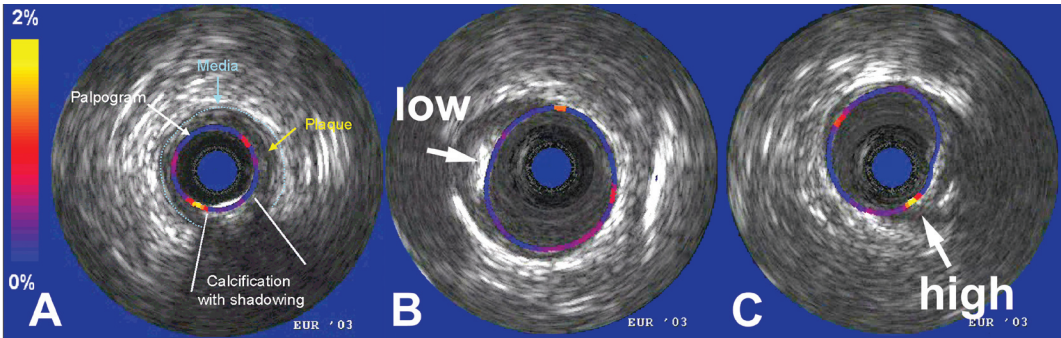 2%
0%
Media
Palpogram
Plaque
Calcification
with shadowing
A
EUR '03
low
B
EUR '03
high
C
EUR '03